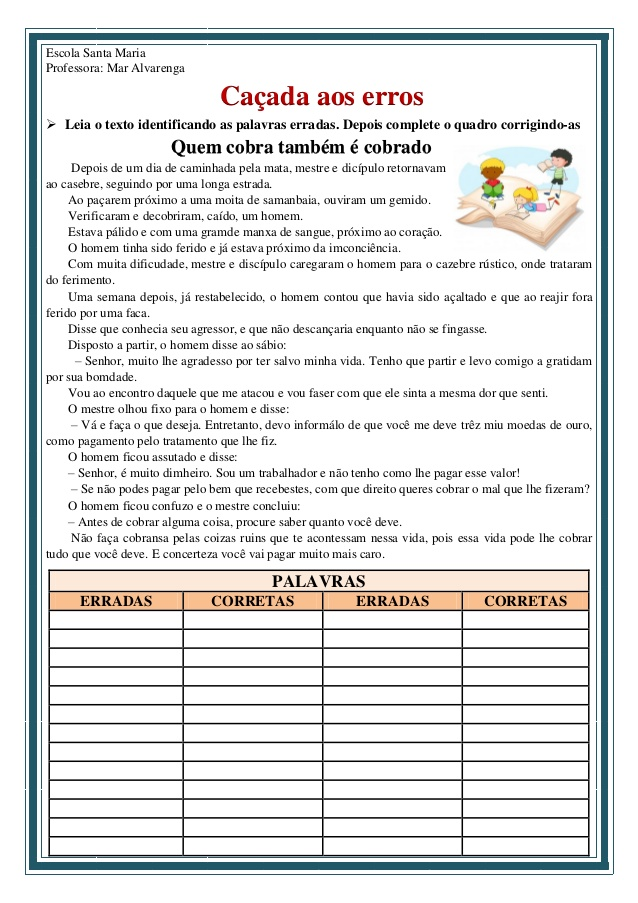 Escola Santa Maria
Professora: Mar Alvarenga
Caçada aos erros
➢ Leia o texto identificando as palavras erradas. Depois complete o quadro corrigindo-as
Quem cobra também é cobrado
Depois de um dia de caminhada pela mata, mestre e dicípulo retornavam
ao casebre, seguindo por uma longa estrada.
Ao paçarem próximo a uma moita de samanbaia, ouviram um gemido.
Verificaram e decobriram, caído, um homem.
Estava pálido e com uma gramde manxa de sangue, próximo ao coração.
O homem tinha sido ferido e já estava próximo da imconciência.
Com muita dificudade, mestre e discípulo caregaram o homem para o cazebre rústico, onde trataram
do ferimento.
Uma semana depois, já restabelecido, o homem contou que havia sido açaltado e que ao reajir fora
ferido por uma faca.
Disse que conhecia seu agressor, e que não descançaria enquanto não se fingasse.
Disposto a partir, o homem disse ao sábio:
– Senhor, muito lhe agradesso por ter salvo minha vida. Tenho que partir e levo comigo a gratidam
por sua bomdade.
Vou ao encontro daquele que me atacou e vou faser com que ele sinta a mesma dor que senti.
O mestre olhou fixo para o homem e disse:
– Vá e faça o que deseja. Entretanto, devo informálo de que você me deve trêz miu moedas de ouro,
como pagamento pelo tratamento que lhe fiz.
O homem ficou assutado e disse:
– Senhor, é muito dimheiro. Sou um trabalhador e não tenho como lhe pagar esse valor!
– Se não podes pagar pelo bem que recebestes, com que direito queres cobrar o mal que lhe fizeram?
O homem ficou confuzo e o mestre concluiu:
– Antes de cobrar alguma coisa, procure saber quanto você deve.
Não faça cobransa pelas coizas ruins que te acontessam nessa vida, pois essa vida pode lhe cobrar
tudo que você deve. E concerteza você vai pagar muito mais caro.
PALAVRAS
ERRADAS CORRETAS ERRADAS CORRETAS